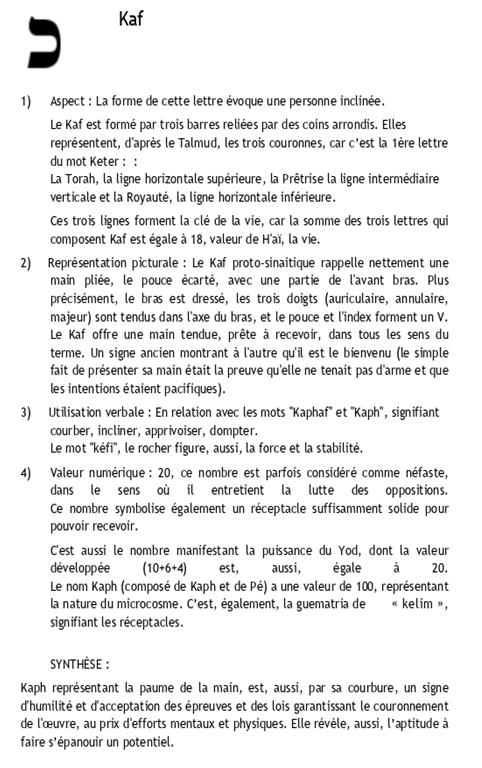 כ
Kaf
1) Aspect : La forme de cette lettre évoque une personne inclinée.
Le Kaf est formé par trois barres reliées par des coins arrondis. Elles
représentent, d'après le Talmud, les trois couronnes, car c’est la 1ère lettre
du mot Keter : :
La Torah, la ligne horizontale supérieure, la Prêtrise la ligne intermédiaire
verticale et la Royauté, la ligne horizontale inférieure.
Ces trois lignes forment la clé de la vie, car la somme des trois lettres qui
composent Kaf est égale à 18, valeur de H'aï, la vie.
2) Représentation picturale : Le Kaf proto-sinaitique rappelle nettement une
main pliée, le pouce écarté, avec une partie de l'avant bras. Plus
précisément, le bras est dressé, les trois doigts (auriculaire, annulaire,
majeur) sont tendus dans l'axe du bras, et le pouce et l'index forment un V.
Le Kaf offre une main tendue, prête à recevoir, dans tous les sens du
terme. Un signe ancien montrant à l'autre qu'il est le bienvenu (le simple
fait de présenter sa main était la preuve qu'elle ne tenait pas d'arme et que
les intentions étaient pacifiques).
3) Utilisation verbale : En relation avec les mots "Kaphaf" et "Kaph", signifiant
courber, incliner, apprivoiser, dompter.
Le mot "kéfi", le rocher figure, aussi, la force et la stabilité.
4) Valeur numérique : 20, ce nombre est parfois considéré comme néfaste,
dans le sens où il entretient la lutte des oppositions.
Ce nombre symbolise également un réceptacle suffisamment solide pour
pouvoir recevoir.
C'est aussi le nombre manifestant la puissance du Yod, dont la valeur
développée (10+6+4) est, aussi, égale à 20.
Le nom Kaph (composé de Kaph et de Pé) a une valeur de 100, représentant
la nature du microcosme. C’est, également, la guematria de « kelim »,
signifiant les réceptacles.
SYNTHÈSE :
Kaph représentant la paume de la main, est, aussi, par sa courbure, un signe
d'humilité et d'acceptation des épreuves et des lois garantissant le couronnement
de l'œuvre, au prix d'efforts mentaux et physiques. Elle révèle, aussi, l’aptitude à
faire s’épanouir un potentiel.